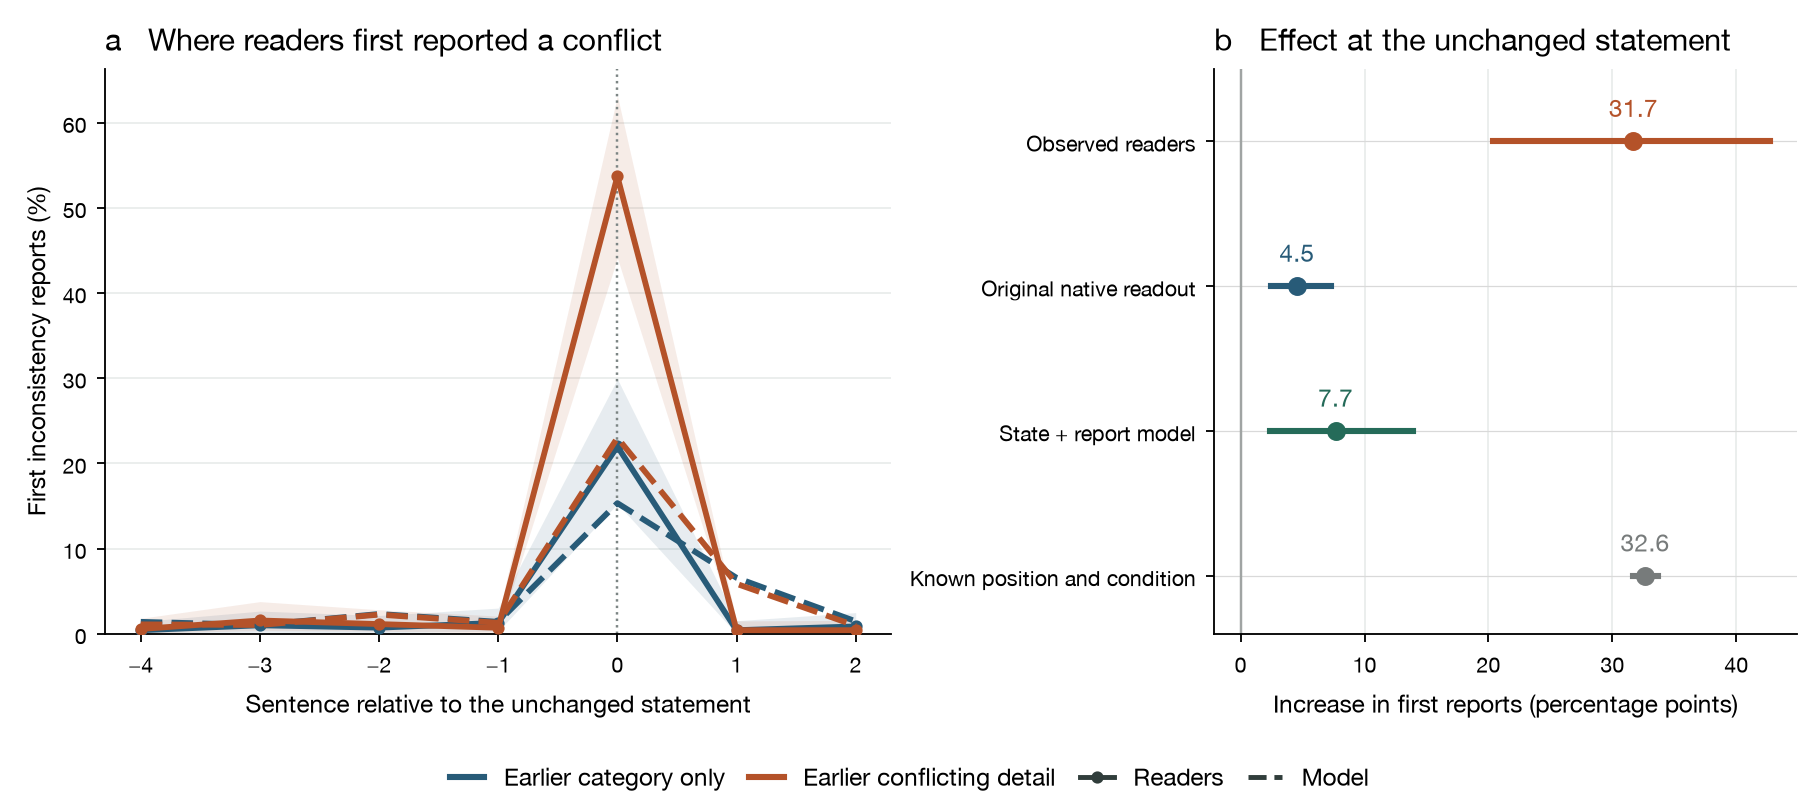 a Where readers first reported a conflict
First inconsistency reports (%)
60
50
40
30
20
10
0
−4 −3 −2 −1 0 1 2
Sentence relative to the unchanged statement
b Effect at the unchanged statement
Observed readers
31.7
Original native readout
4.5
State + report model
7.7
Known position and condition
32.6
0 10 20 30 40
Increase in first reports (percentage points)
Earlier category only Earlier conflicting detail Readers Model